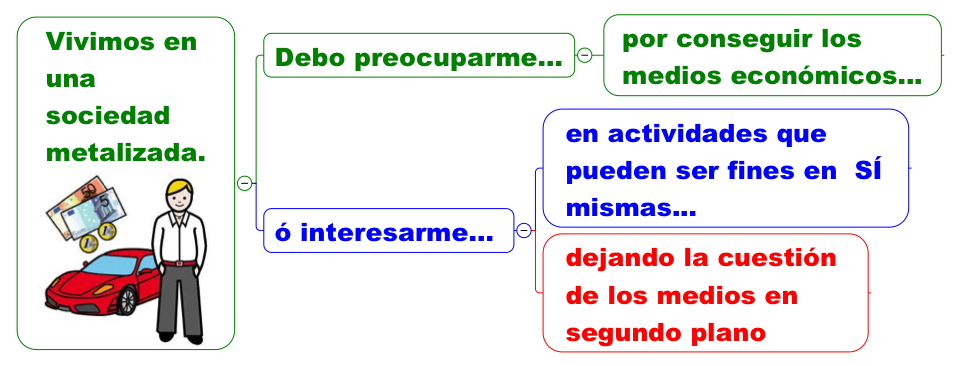 Vivimos en
una
sociedad
metalizada.
Debo preocuparme...
por conseguir los
medios económicos...
ó interesarme...
en actividades que
pueden ser fines en  SÍ
mismas...
dejando la cuestión
de los medios en
segundo plano